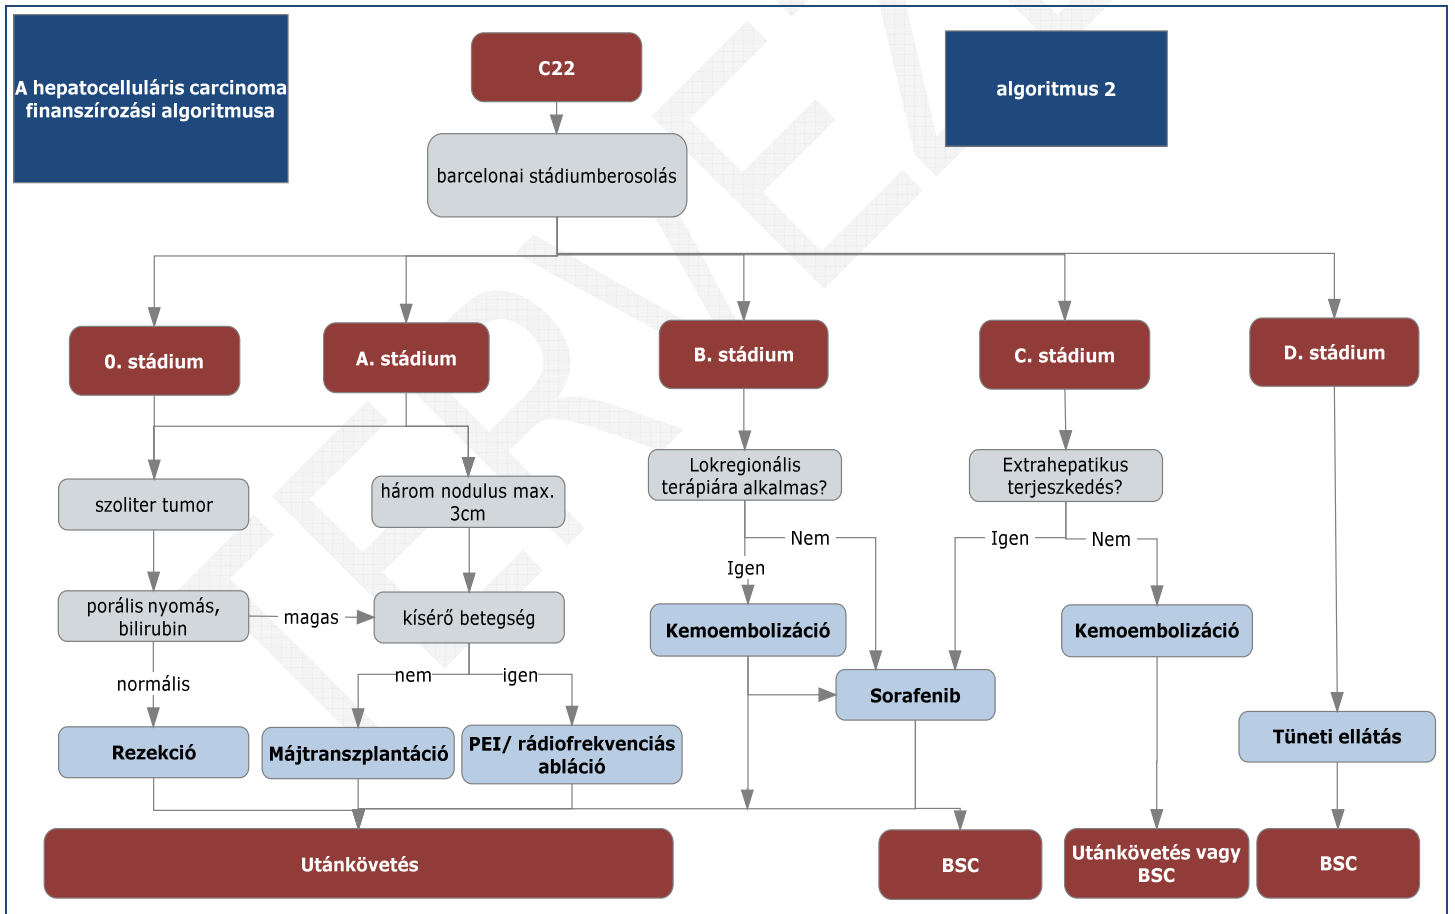 A hepatocelluláris carcinoma
finanszírozási algoritmusa
C22
algoritmus 2
barcelonai stádiumberosolás
0. stádium
A. stádium
B. stádium
C. stádium
D. stádium
szoliter tumor
három nodulus max.
3cm
Lokregionális
terápiára alkalmas?
Extrahepatikus
terjeszkedés?
Nem
Igen
Igen
Nem
porális nyomás,
bilirubin
magas
kísérő betegség
Kemoembolizáció
Kemoembolizáció
normális
nem
igen
Sorafenib
Rezekció
Májtranszplantáció
PEI/ rádiofrekvenciás
abláció
Tüneti ellátás
Utánkövetés
BSC
Utánkövetés vagy
BSC
BSC
TERVEZ